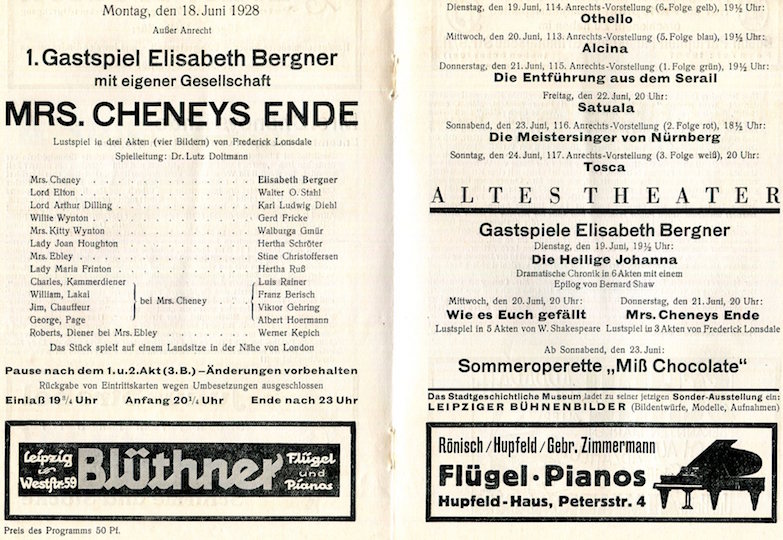 Montag, den 18. Juni 1928
Außer Anrecht
1. Gastspiel Elisabeth Bergner
mit eigener Gesellschaft
MRS. CHENEYS ENDE
Lustspiel in drei Akten (vier Bildern) von Frederick Lonsdale
Spielleitung: Dr. Lutz Doltmann
Mrs. Cheney . . . . . . . . . . . Elisabeth Bergner
Lord Elton . . . . . . . . . . . Walter O. Stahl
Lord Arthur Dilling . . . . . . . . . Karl Ludwig Diehl
Willie Wynton . . . . . . . . . . Gerd Fricke
Mrs. Kitty Wynton . . . . . . . . . Walburga Gmür
Lady Joan Houghton . . . . . . . . Hertha Schröter
Mrs. Ebley . . . . . . . . . . . Stine Christoffersen
Lady Maria Frinton . . . . . . . . . Hertha Ruß
Charles, Kammerdiener Luis Rainer
William, Lakai Franz Berisch
bei Mrs. Cheney . . . .
Jim, Chauffeur Viktor Gehring
George, Page Albert Hoermann
Roberts, Diener bei Mrs. Ebley . . . . . Werner Kepich
Das Stück spielt auf einem Landsitze in der Nähe von London
Pause nach dem 1. u. 2. Akt (3. B.) – Änderungen vorbehalten
Rückgabe von Eintrittskarten wegen Umbesetzungen ausgeschlossen
Einlaß 19³/₄ Uhr Anfang 20¹/₄ Uhr Ende nach 23 Uhr
Leipzig
Westftr. 59
Blüthner
Flügel
und
Pianos
Preis des Programms 50 Pf.
Dienstag, den 19. Juni, 114. Anrechts-Vorstellung (6. Folge gelb), 19½ Uhr:
Othello
Mittwoch, den 20. Juni, 113. Anrechts-Vorstellung (5. Folge blau), 19½ Uhr:
Alcina
Donnerstag, den 21. Juni, 115. Anrechts-Vorstellung (1. Folge grün), 19½ Uhr:
Die Entführung aus dem Serail
Freitag, den 22. Juni, 20 Uhr:
Satuala
Sonnabend, den 23. Juni, 116. Anrechts-Vorstellung (2. Folge rot), 18½ Uhr:
Die Meistersinger von Nürnberg
Sonntag, den 24. Juni, 117. Anrechts-Vorstellung (3. Folge weiß), 20 Uhr:
Tosca
ALTES THEATER
Gastspiele Elisabeth Bergner
Dienstag, den 19. Juni, 19½ Uhr:
Die Heilige Johanna
Dramatische Chronik in 6 Akten mit einem
Epilog von Bernard Shaw
Mittwoch, den 20. Juni, 20 Uhr: Donnerstag, den 21. Juni, 20 Uhr:
Wie es Euch gefällt Mrs. Cheneys Ende
Lustspiel in 5 Akten von W. Shakespeare Lustspiel in 3 Akten von Frederick Lonsdale
Ab Sonnabend, den 23. Juni:
Sommeroperette „Miß Chocolate“
Das Stadtgeschichtliche Museum ladet zu seiner jetzigen Sonder-Ausstellung ein:
LEIPZIGER BÜHNENBILDER (Bildentwürfe, Modelle, Aufnahmen)
Rönisch / Hupfeld / Gebr. Zimmermann
Flügel · Pianos
Hupfeld-Haus, Petersstr. 4